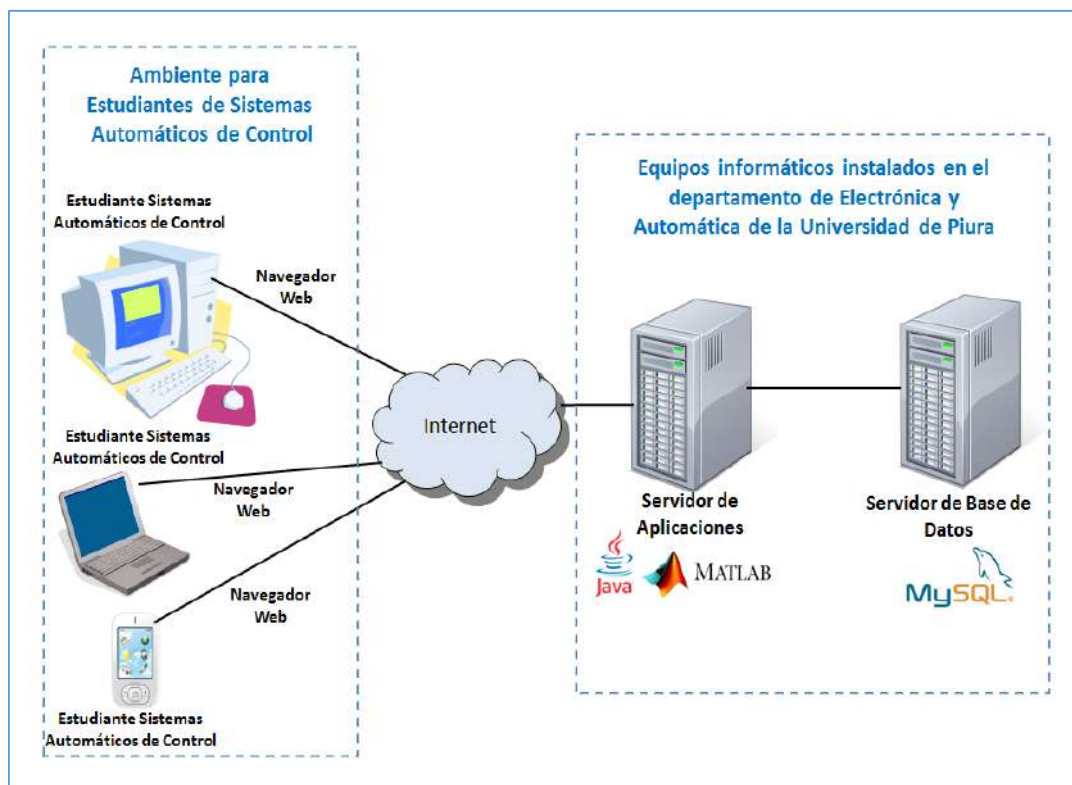 Ambiente para
Estudiantes de Sistemas
Automáticos de Control
Estudiante Sistemas
Automáticos de Control
Navegador
Web
Estudiante Sistemas
Automáticos de Control
Navegador
Web
Navegador
Web
Estudiante Sistemas
Automáticos de Control
Internet
Equipos informáticos instalados en el
departamento de Electrónica y
Automática de la Universidad de Piura
Servidor de
Aplicaciones
Java
MATLAB
Servidor de Base de
Datos
MySQL®